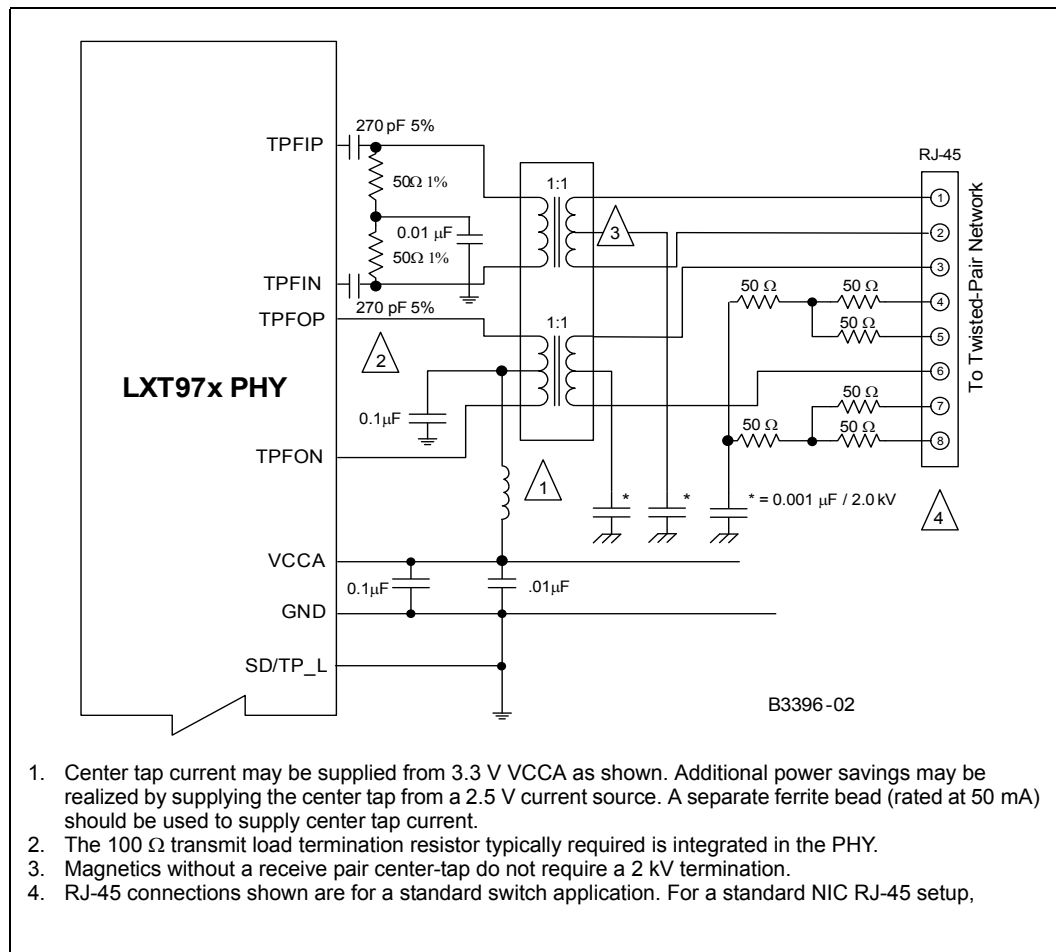 270 pF 5%
TPFIP
RJ-45
50Ω 1%
1:1
1
0.01 µF
3
2
50Ω 1%
3
TPFIN
50 Ω
50 Ω
4
270 pF 5%
TPFOP
1:1
50 Ω
5
2
To Twisted-Pair Network
6
LXT97x PHY
50 Ω
7
0.1µF
50 Ω
50 Ω
8
TPFON
1
*
*
* = 0.001 µF / 2.0 kV
4
VCCA
0.1µF
.01µF
GND
SD/TP_L
B3396-02
1. Center tap current may be supplied from 3.3 V VCCA as shown. Additional power savings may be
realized by supplying the center tap from a 2.5 V current source. A separate ferrite bead (rated at 50 mA)
should be used to supply center tap current.
2. The 100 Ω transmit load termination resistor typically required is integrated in the PHY.
3. Magnetics without a receive pair center-tap do not require a 2 kV termination.
4. RJ-45 connections shown are for a standard switch application. For a standard NIC RJ-45 setup,